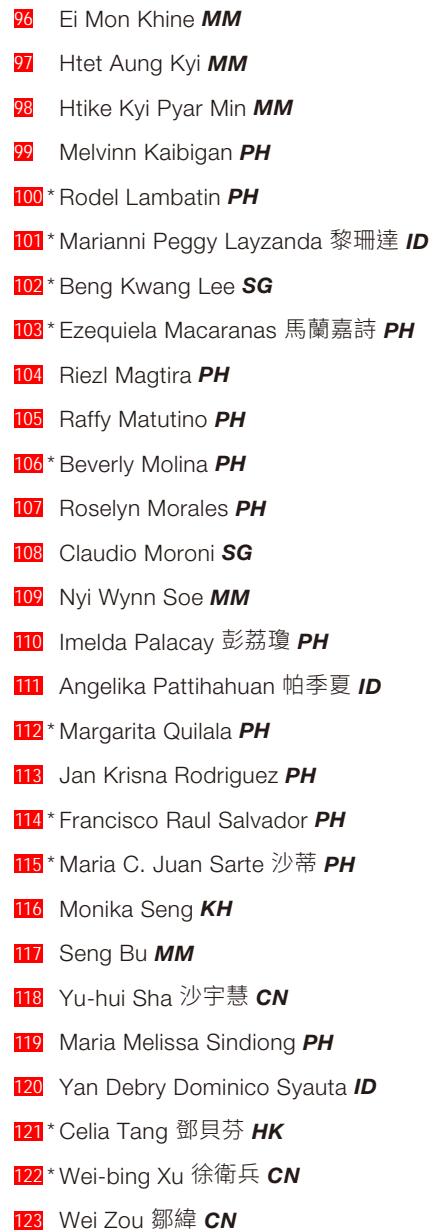 96 Ei Mon Khine MM
97 Htet Aung Kyi MM
98 Htike Kyi Pyar Min MM
99 Melvinn Kaibigan PH
100 * Rodel Lambatin PH
101 * Marianni Peggy Layzanda 黎珊達 ID
102 * Beng Kwang Lee SG
103 * Ezequiela Macaranas 馬蘭嘉詩 PH
104 Riezl Magtira PH
105 Raffy Matutino PH
106 * Beverly Molina PH
107 Roselyn Morales PH
108 Claudio Moroni SG
109 Nyi Wynn Soe MM
110 Imelda Palacay 彭荔瓊 PH
111 Angelika Pattihahuan 帕季夏 ID
112 * Margarita Quilala PH
113 Jan Krisna Rodriguez PH
114 * Francisco Raul Salvador PH
115 * Maria C. Juan Sarte 沙蒂 PH
116 Monika Seng KH
117 Seng Bu MM
118 Yu-hui Sha 沙宇慧 CN
119 Maria Melissa Sindiong PH
120 Yan Debry Dominico Syauta ID
121 * Celia Tang 鄧貝芬 HK
122 * Wei-bing Xu 徐衛兵 CN
123 Wei Zou 鄒緯 CN